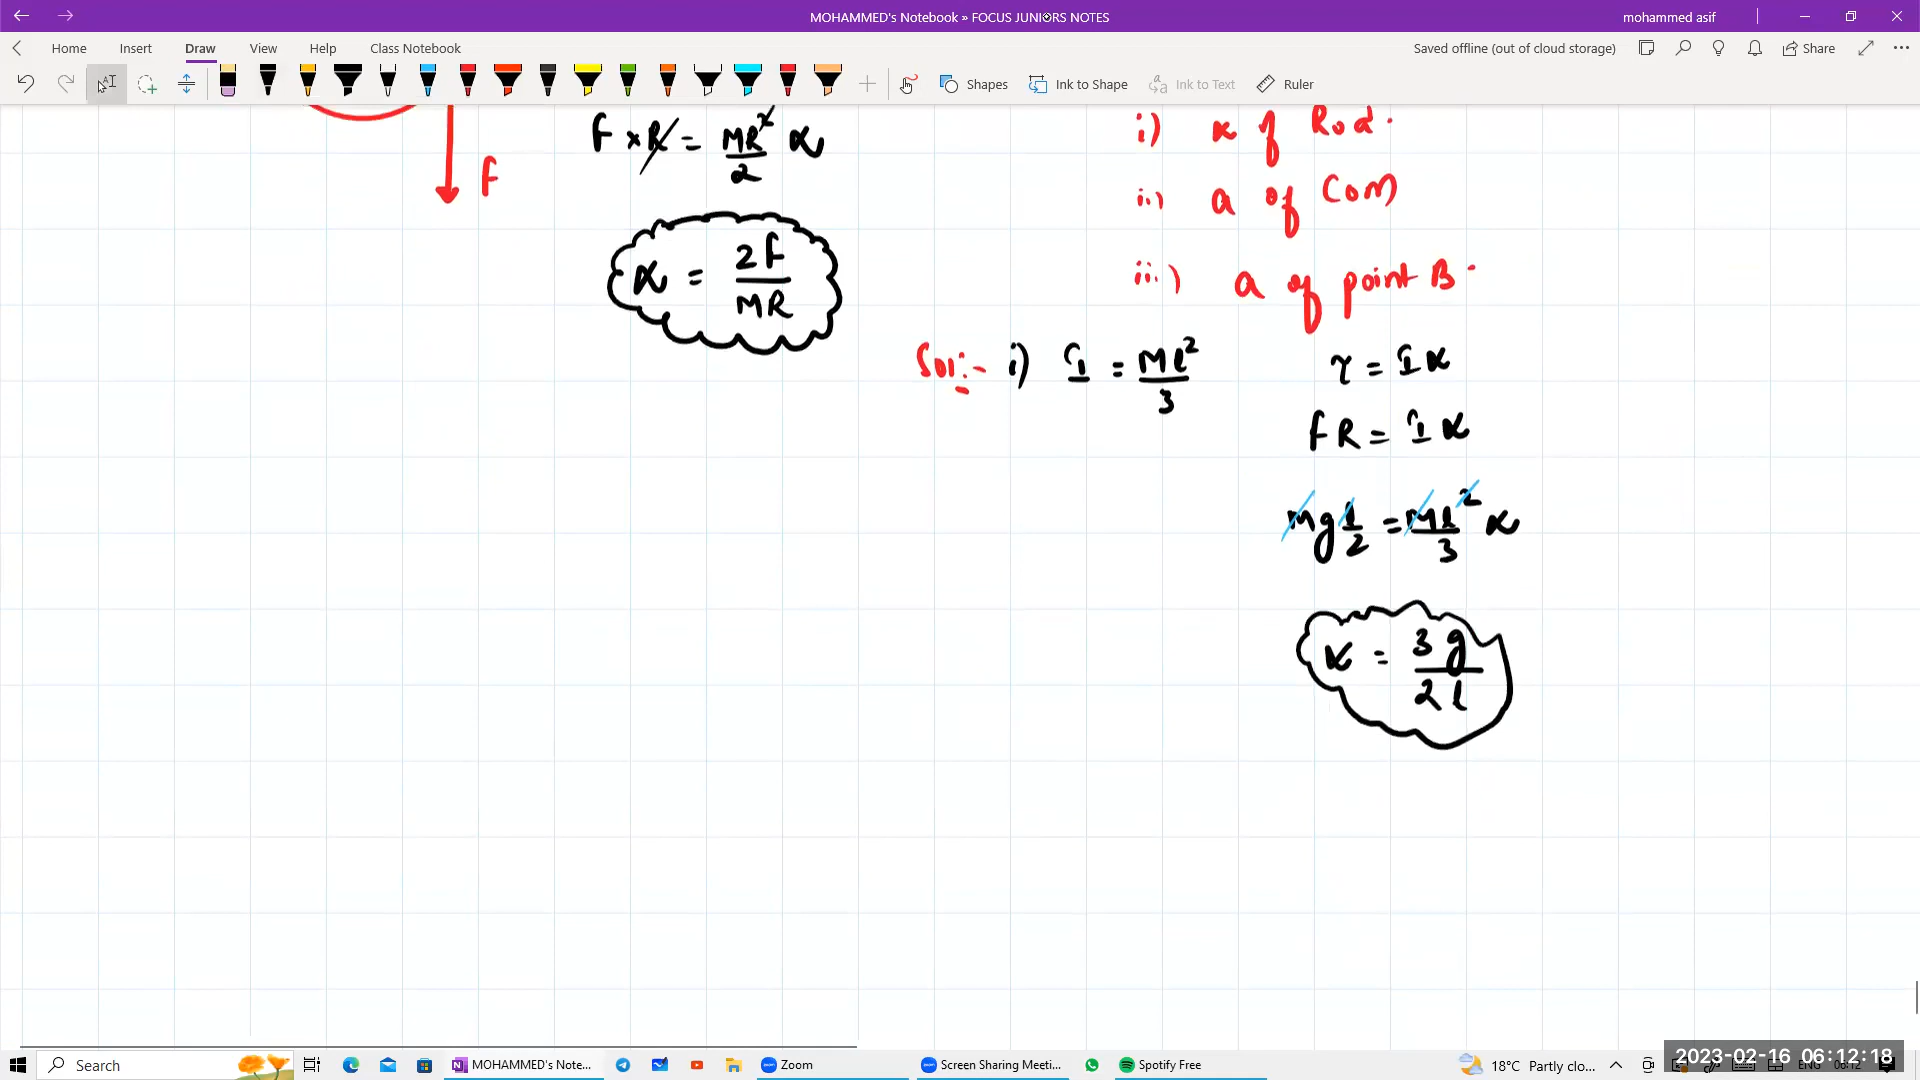 MOHAMMED's Notebook » FOCUS JUNIORS NOTES
mohammed asif
Home Insert Draw View Help Class Notebook
Saved offline (out of cloud storage)
Share
Shapes
Ink to Shape
Ink to Text
Ruler
F × R = MR²/2 α
F
α = 2F/MR
i) α of Rod.
ii) a of COM
iii) a of point B.
Sol:- i) I = Ml²/3
τ = Iα
FR = Iα
mg l/2 = Ml²/3 α
α = 3g/2l
Search
MOHAMMED's Note...
Zoom
Screen Sharing Meeti...
Spotify Free
18°C Partly clo...
2023-02-16 06:12:18